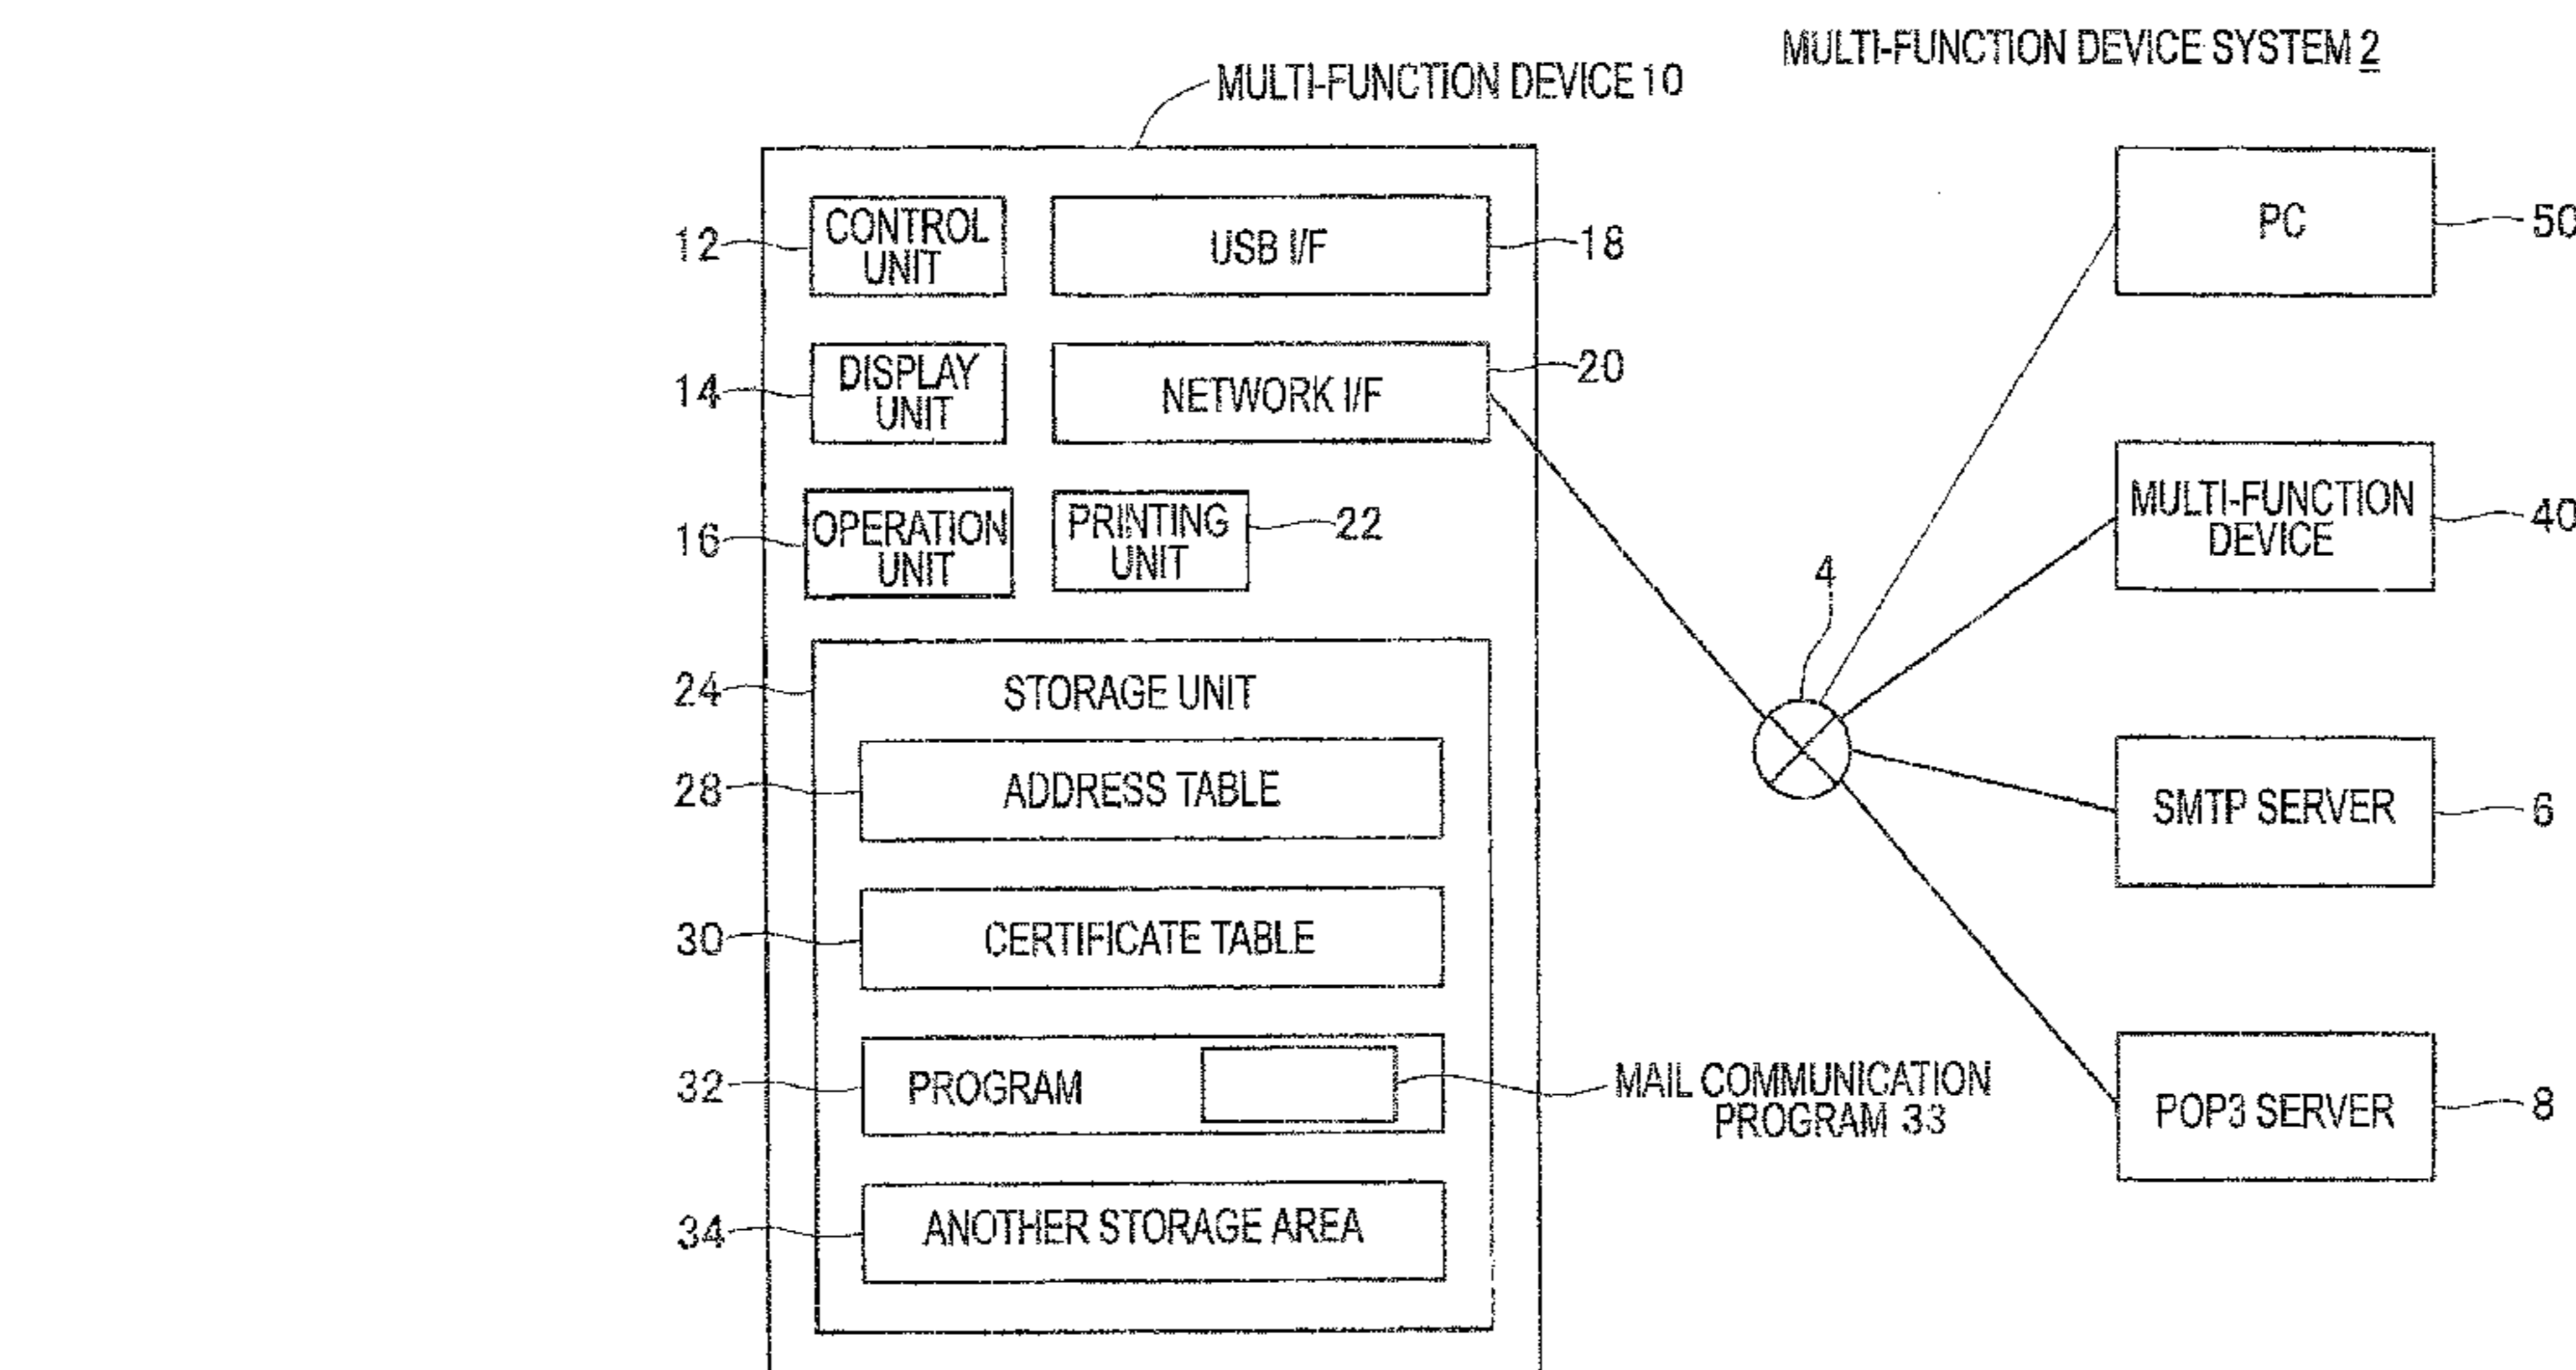 MULTI-FUNCTION DEVICE SYSTEM 2
MULTI-FUNCTION DEVICE 10
12
CONTROL
UNIT
USB I/F
18
14
DISPLAY
UNIT
NETWORK I/F
20
16
OPERATION
UNIT
PRINTING
UNIT
22
24
STORAGE UNIT
28
ADDRESS TABLE
30
CERTIFICATE TABLE
32
PROGRAM
MAIL COMMUNICATION
PROGRAM 33
34
ANOTHER STORAGE AREA
4
PC
50
MULTI-FUNCTION
DEVICE
40
SMTP SERVER
6
POP3 SERVER
8